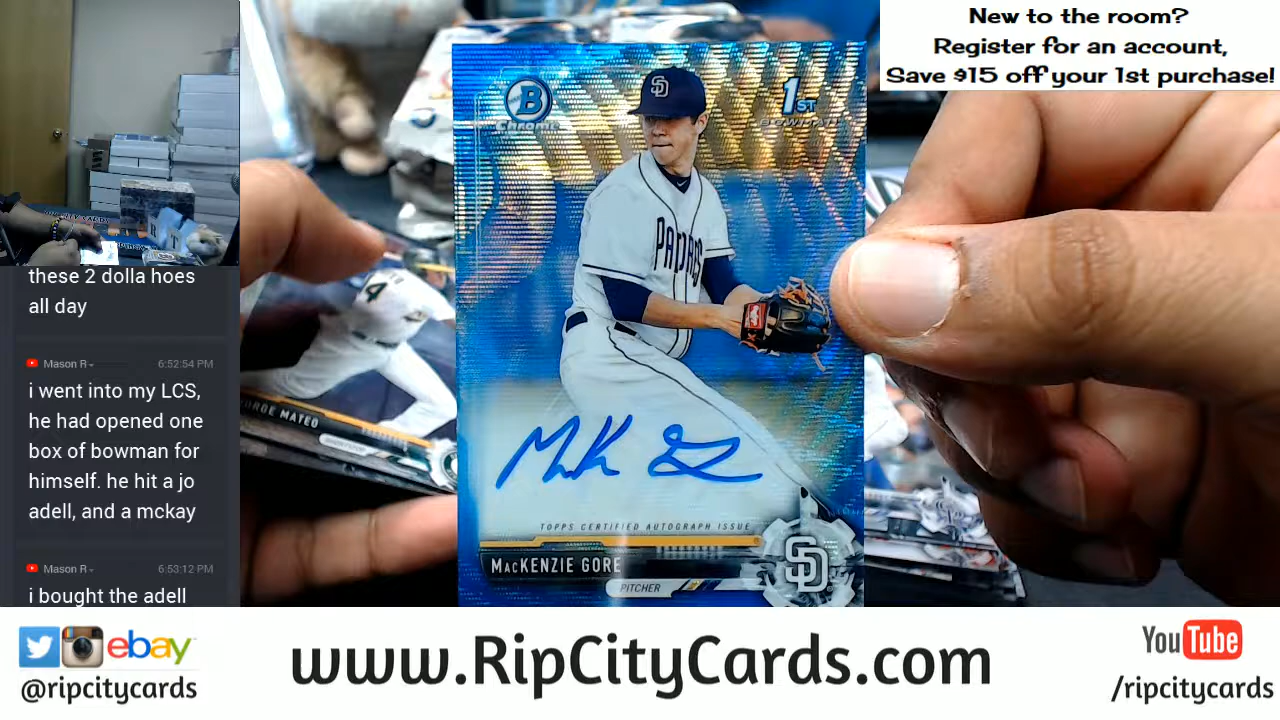 New to the room?
Register for an account,
Save $15 off your 1st purchase!
these 2 dolla hoes
all day
Mason R
6:52:54 PM
i went into my LCS,
he had opened one
box of bowman for
himself. he hit a jo
adell, and a mckay
Mason R
6:53:12 PM
i bought the adell
B
Chrome
1ST
BOWMAN
SD
PADRES
4
ORGE MATEO
TOPPS CERTIFIED AUTOGRAPH ISSUE
MACKENZIE GORE
PITCHER
SD
ebay
@ripcitycards
www.RipCityCards.com
YouTube
/ripcitycards